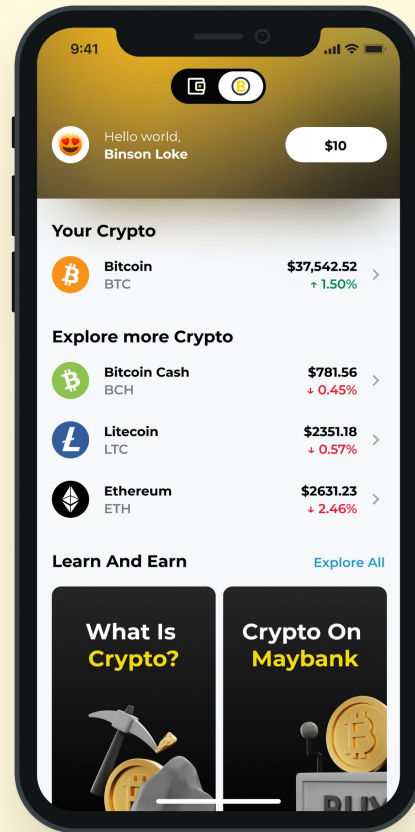 9:41
Hello world,
Binson Loke
$10
Your Crypto
Bitcoin
BTC
$37,542.52
↑ 1.50%
Explore more Crypto
Bitcoin Cash
BCH
$781.56
↓ 0.45%
Litecoin
LTC
$2351.18
↓ 0.57%
Ethereum
ETH
$2631.23
↓ 2.46%
Learn And Earn
Explore All
What Is
Crypto?
Crypto On
Maybank
BUY